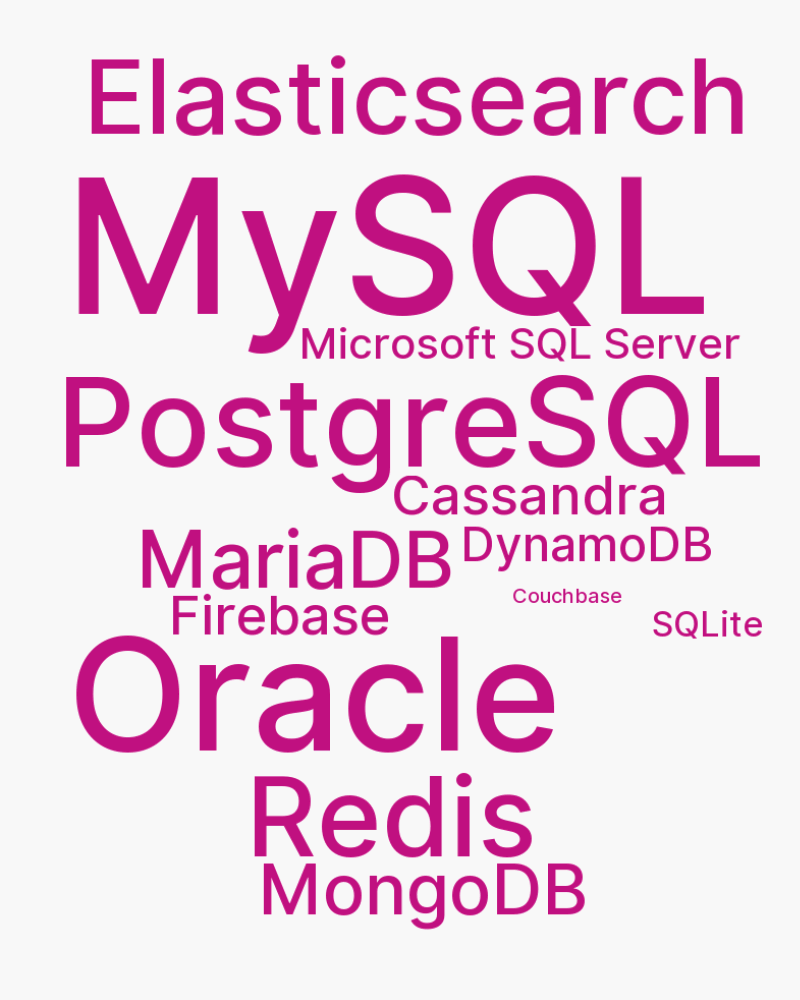 Elasticsearch
MySQL
Microsoft SQL Server
PostgreSQL
Cassandra
MariaDB
DynamoDB
Couchbase
Firebase
SQLite
Oracle
Redis
MongoDB